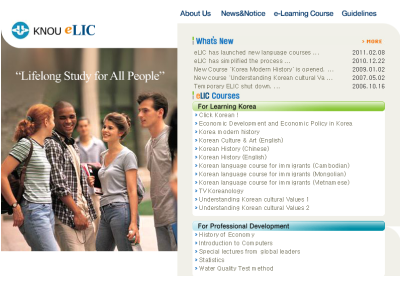 About Us News&Notice e-Learning Course Guidelines
KNOU eLIC
"Lifelong Study for All People"
What's New
MORE
eLIC has launched new language courses ... 2011.02.08
eLIC has simplified the process ... 2010.12.22
New Course 'Korea Modern History' is opened. ... 2009.01.02
New course 'Understanding Korean cultural Va ... 2007.05.02
Temporary ELIC shut down. ... 2006.10.16
eLIC Courses
For Learning Korea
Click Korean !
Economic Development and Economic Policy in Korea
Korea modern history
Korean Culture & Art (English)
Korean History (Chinese)
Korean History (English)
Korean language course for immigrants (Cambodian)
Korean language course for immigrants (Mongolian)
Korean language course for immigrants (Vietnamese)
TV Koreanology
Understanding Korean cultural Values 1
Understanding Korean cultural Values 2
For Professional Development
History of Economy
Introduction to Computers
Special lectures from global leaders
Statistics
Water Quality Test method